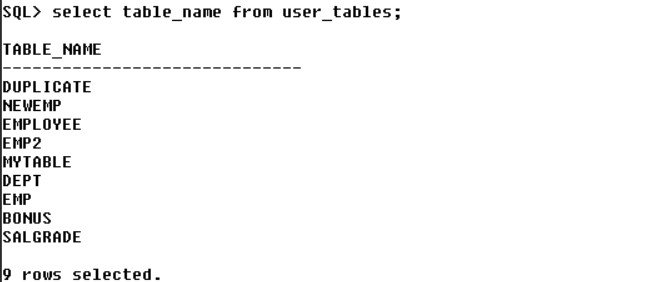 SQL> select table_name from user_tables;
TABLE_NAME
------------------------------
DUPLICATE
NEWEMP
EMPLOYEE
EMP2
MYTABLE
DEPT
EMP
BONUS
SALGRADE
9 rows selected.